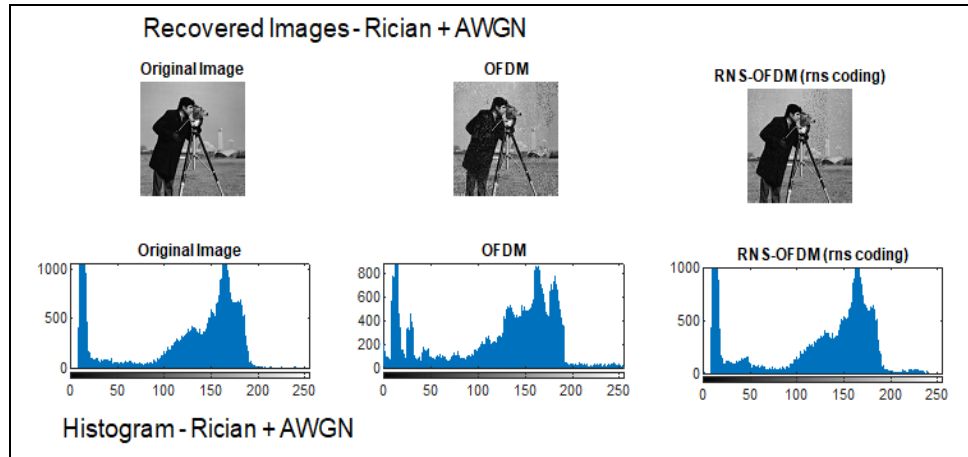 Recovered Images - Rician + AWGN
Original Image
OFDM
RNS-OFDM (rns coding)
Original Image
OFDM
RNS-OFDM (rns coding)
1000
500
0
0 50 100 150 200 250
800
600
400
200
0
0 50 100 150 200 250
1000
500
0
0 50 100 150 200 250
Histogram - Rician + AWGN